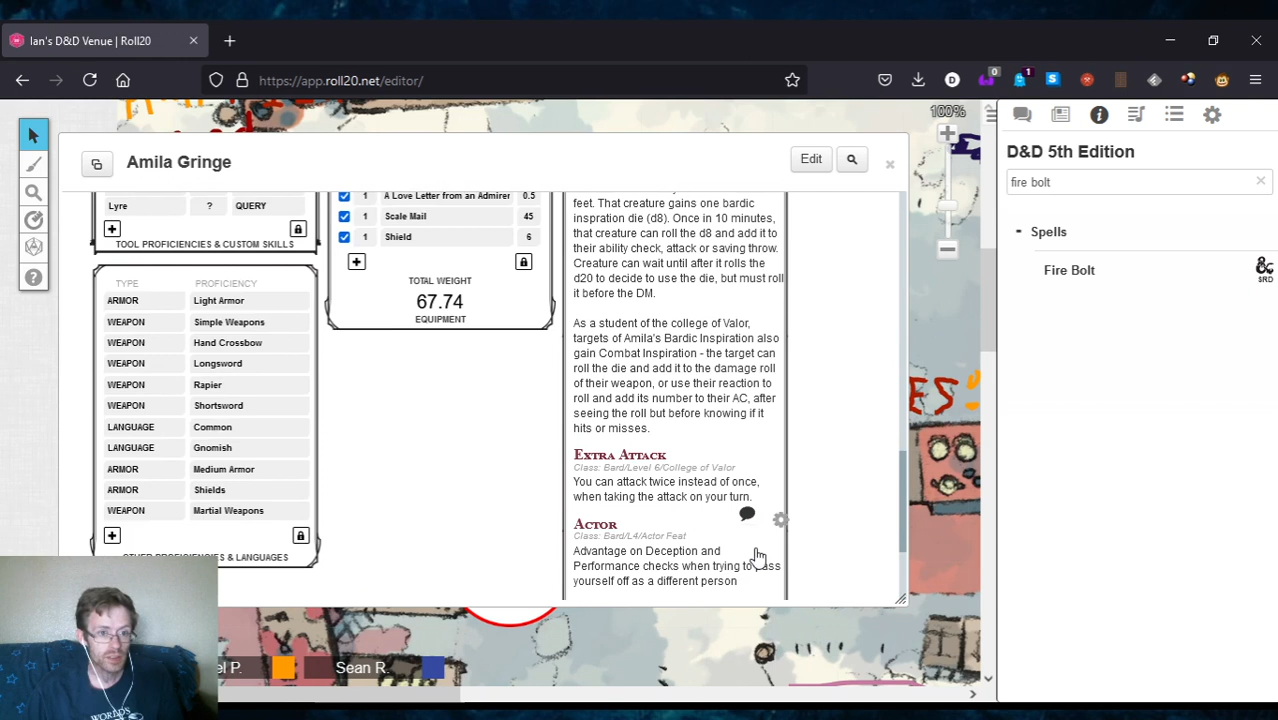 Ian's D&D Venue | Roll20
https://app.roll20.net/editor/
0
1
100%
Amila Gringe
Edit
Lyre ? QUERY
TOOL PROFICIENCIES & CUSTOM SKILLS
TYPE PROFICIENCY
ARMOR Light Armor
WEAPON Simple Weapons
WEAPON Hand Crossbow
WEAPON Longsword
WEAPON Rapier
WEAPON Shortsword
LANGUAGE Common
LANGUAGE Gnomish
ARMOR Medium Armor
ARMOR Shields
WEAPON Martial Weapons
OTHER PROFICIENCIES & LANGUAGES
1 A Love Letter from an Admirer 0.5
1 Scale Mail 45
1 Shield 6
TOTAL WEIGHT
67.74
EQUIPMENT
feet. That creature gains one bardic
inspration die (d8). Once in 10 minutes,
that creature can roll the d8 and add it to
their ability check, attack or saving throw.
Creature can wait until after it rolls the
d20 to decide to use the die, but must roll
it before the DM.
As a student of the college of Valor,
targets of Amila's Bardic Inspiration also
gain Combat Inspiration - the target can
roll the die and add it to the damage roll
of their weapon, or use their reaction to
roll and add its number to their AC, after
seeing the roll but before knowing if it
hits or misses.
EXTRA ATTACK
Class: Bard/Level 6/College of Valor
You can attack twice instead of once,
when taking the attack on your turn.
ACTOR
Class: Bard/L4/Actor Feat
Advantage on Deception and
Performance checks when trying to pass
yourself off as a different person
D&D 5th Edition
fire bolt
Spells
Fire Bolt
SRD
el P.
Sean R.
WORLD'S